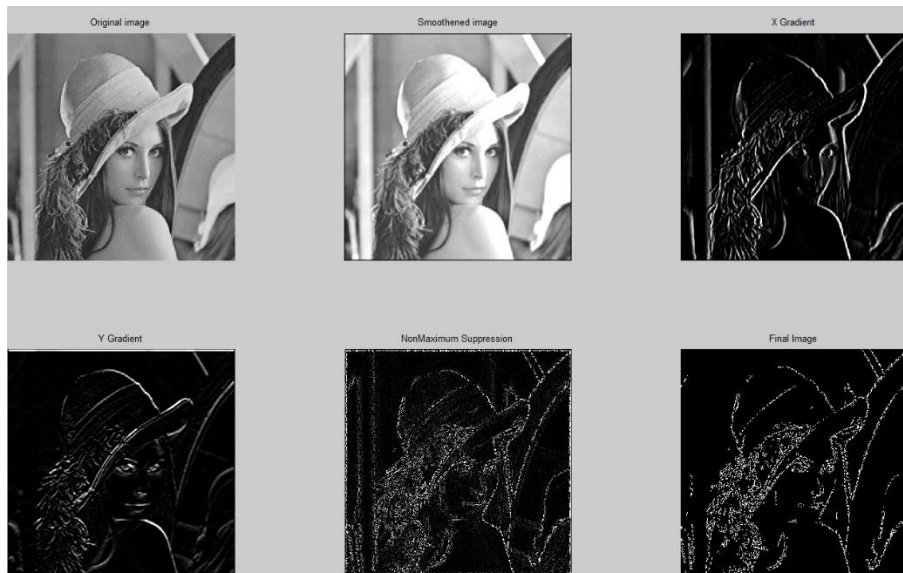 Original image
Smoothened image
X Gradient
Y Gradient
NonMaximum Suppression
Final Image